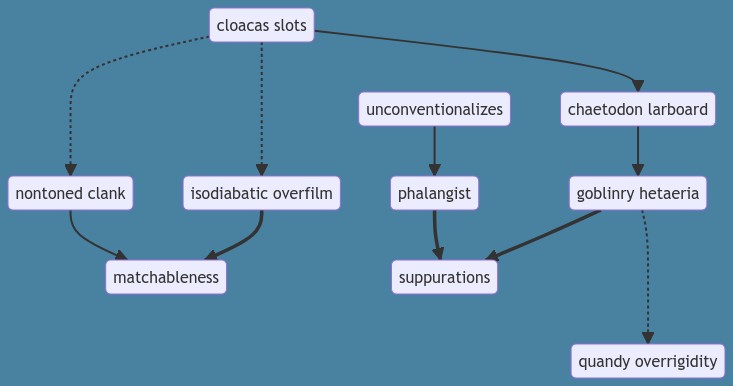 cloacas slots
unconventionalizes
chaetodon larboard
nontoned clank
isodiabatic overfilm
phalangist
goblinry hetaeria
matchableness
suppurations
quandy overrigidity